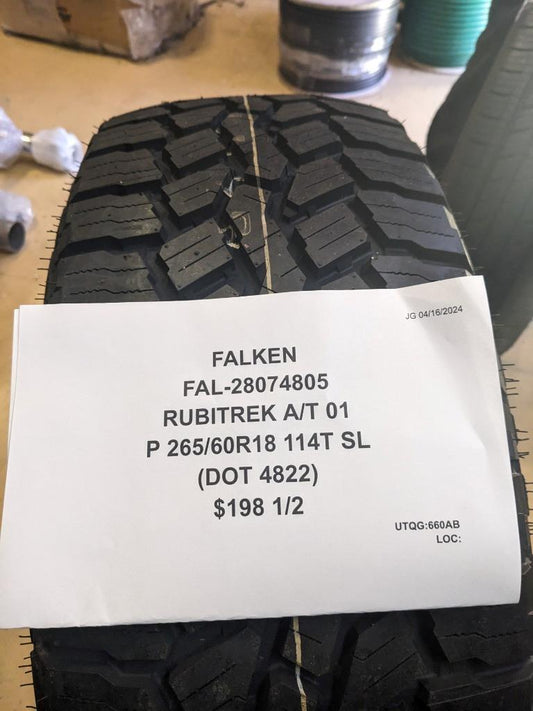 JG 04/16/2024
FALKEN
FAL-28074805
RUBITREK A/T 01
P 265/60R18 114T SL
(DOT 4822)
$198 1/2
UTQG:660AB
LOC: